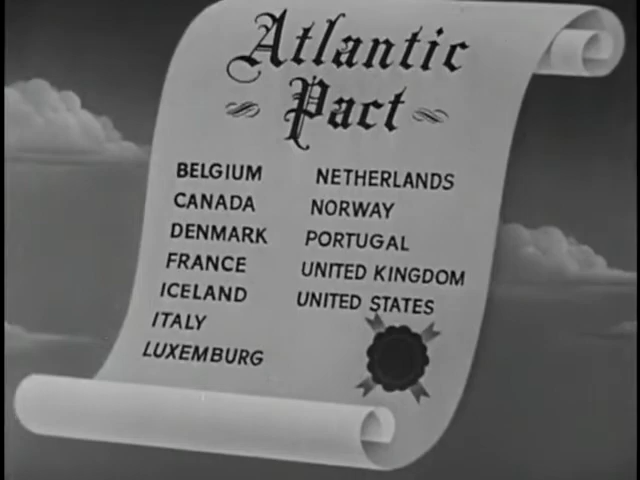 Atlantic
Pact
BELGIUM
CANADA
DENMARK
FRANCE
ICELAND
ITALY
LUXEMBURG
NETHERLANDS
NORWAY
PORTUGAL
UNITED KINGDOM
UNITED STATES